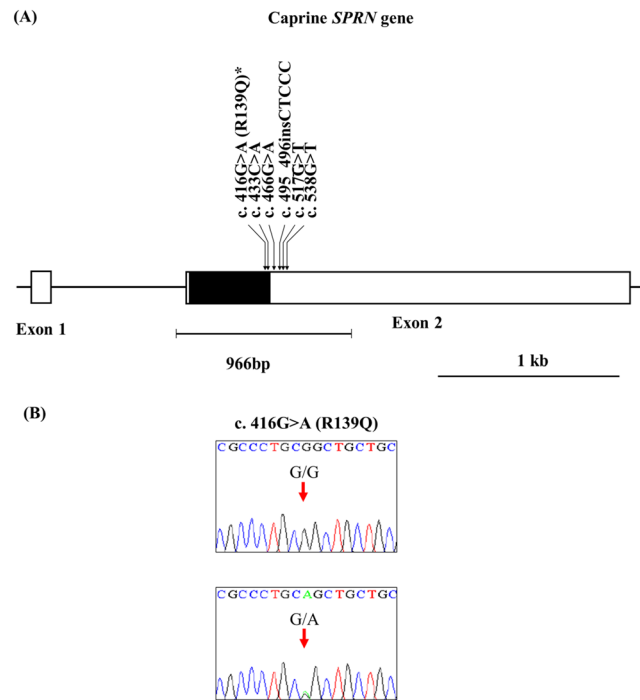 (A)
Caprine SPRN gene
c. 416G>A (R139Q)*
c. 433C>A
c. 466G>A
c. 495_496insCTCCC
c. 517G>T
c. 538G>T
Exon 1
Exon 2
966bp
1 kb
(B)
c. 416G>A (R139Q)
CGCCCTGCGGCTGCTGC
G/G
CGCCCTGCAGCTGCTGC
G/A